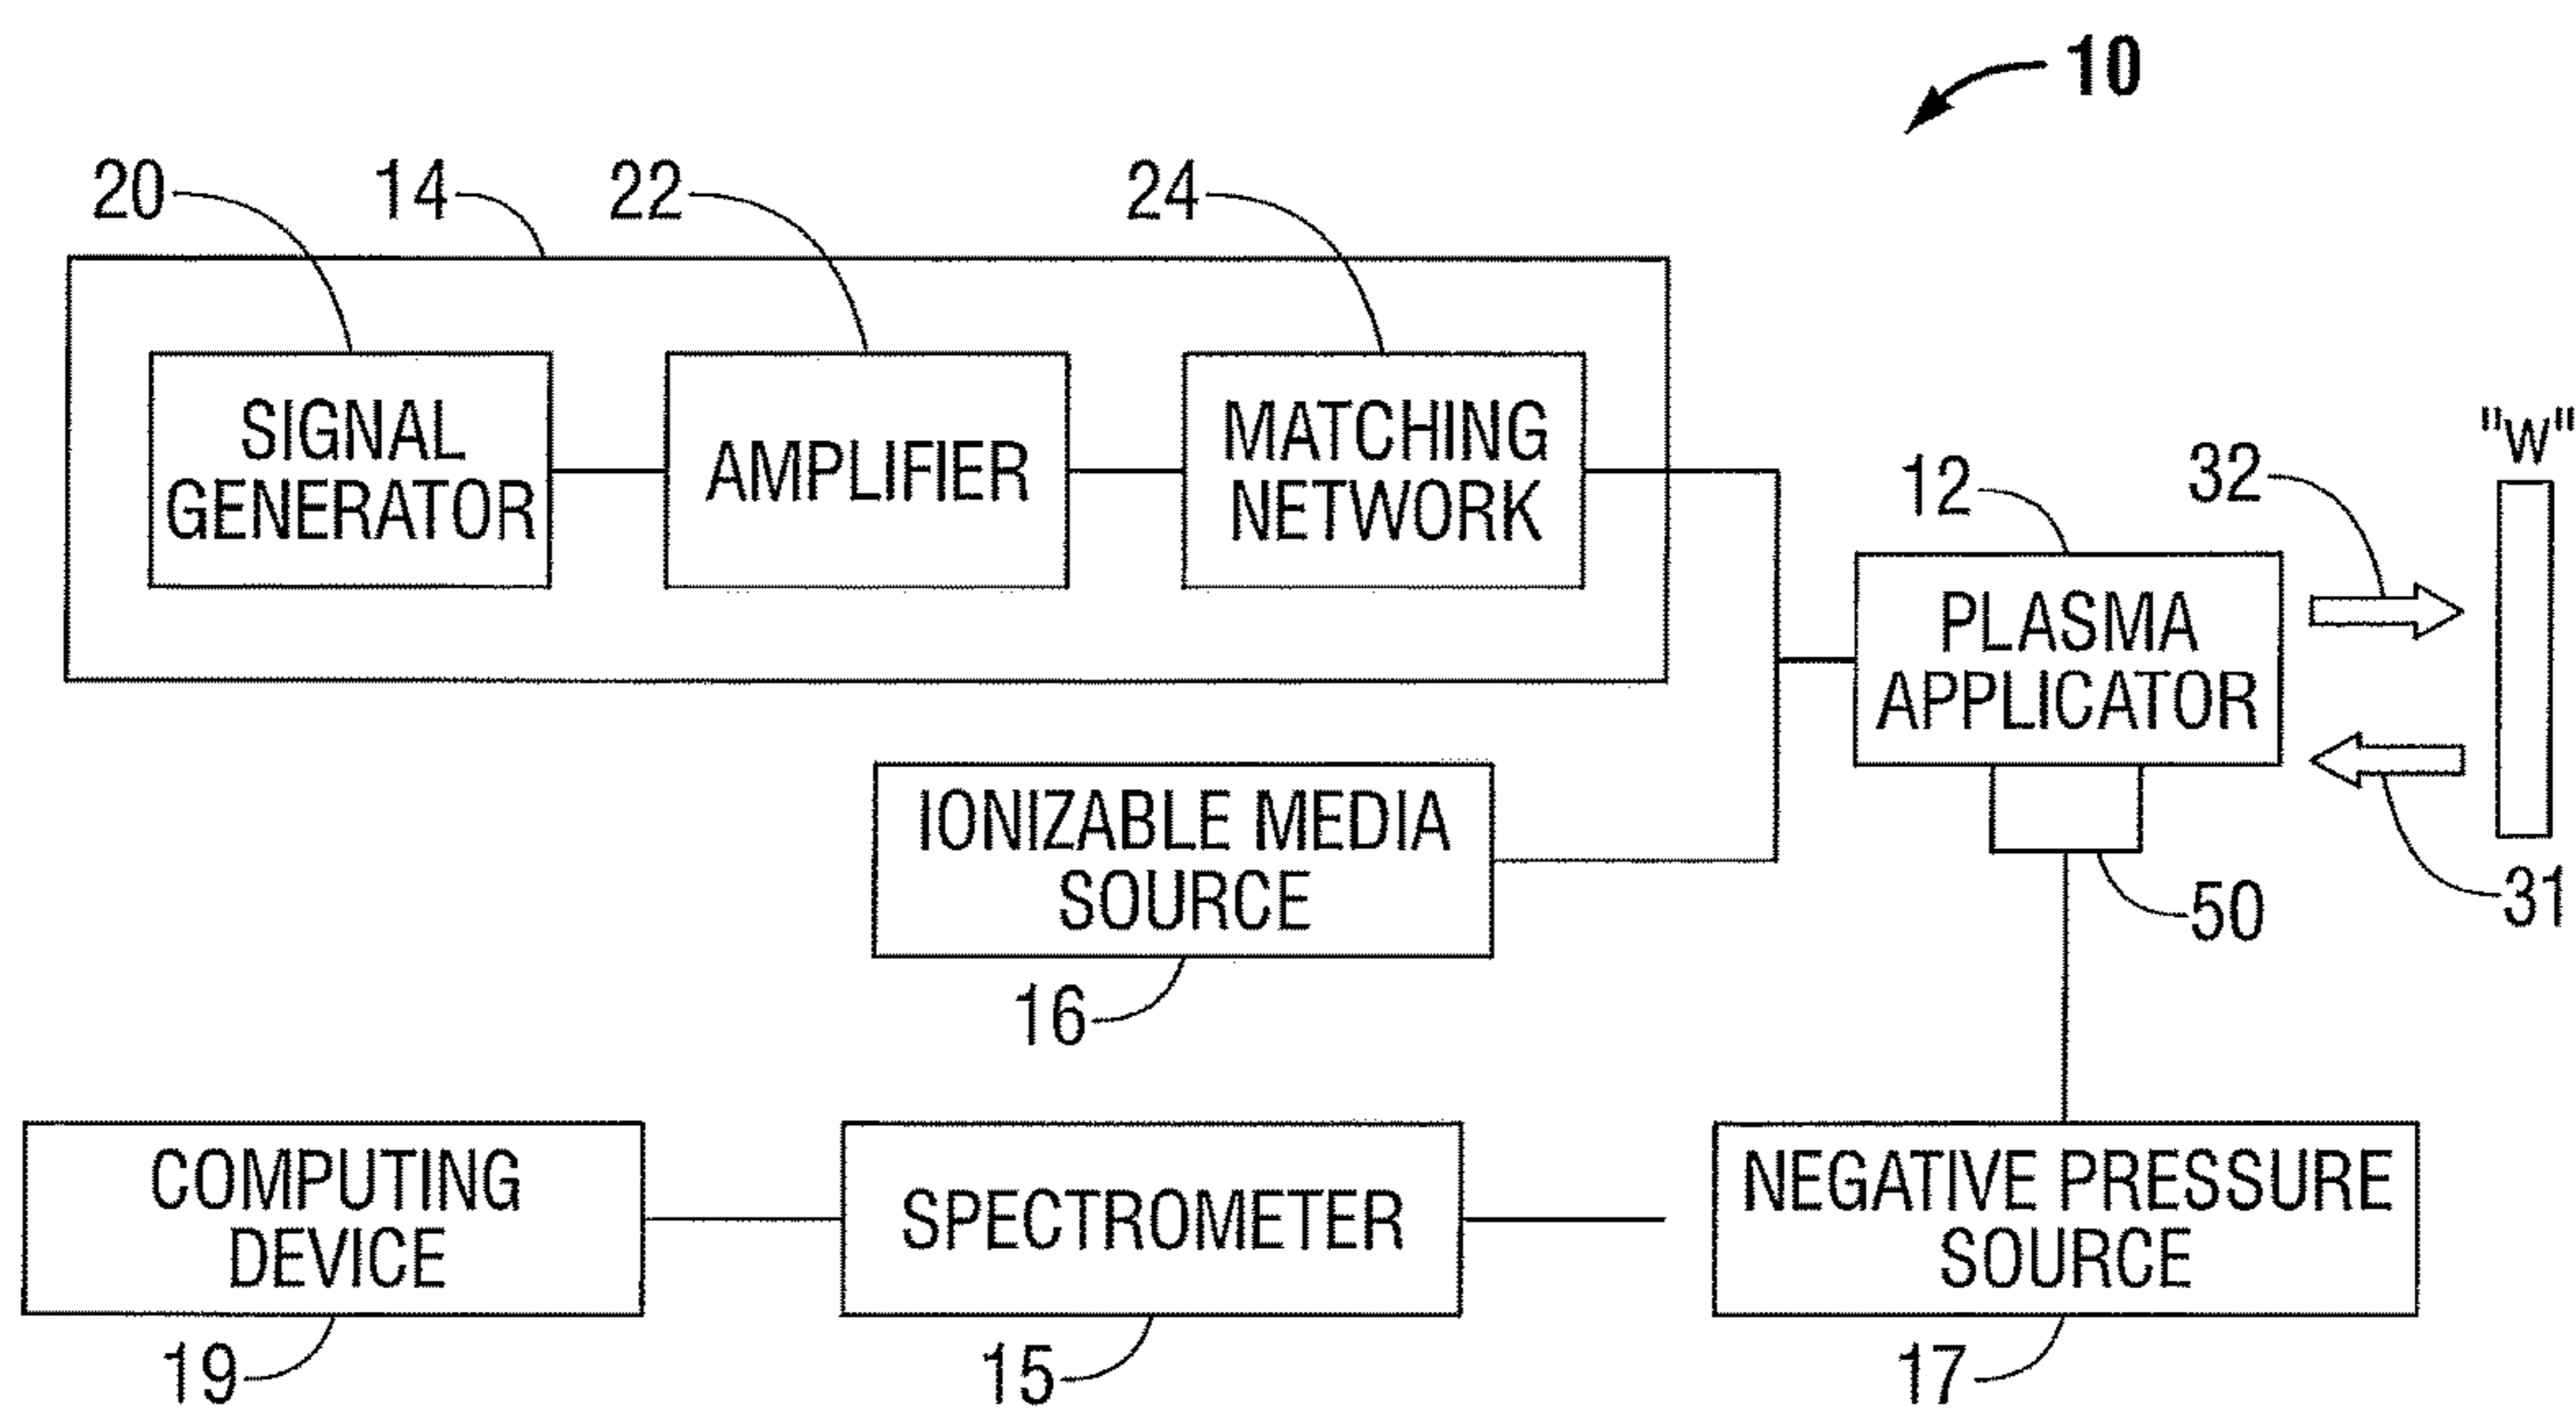 10
20
14
22
24
SIGNAL
GENERATOR
AMPLIFIER
MATCHING
NETWORK
"W"
32
12
PLASMA
APPLICATOR
31
50
IONIZABLE MEDIA
SOURCE
16
COMPUTING
DEVICE
SPECTROMETER
NEGATIVE PRESSURE
SOURCE
19
15
17